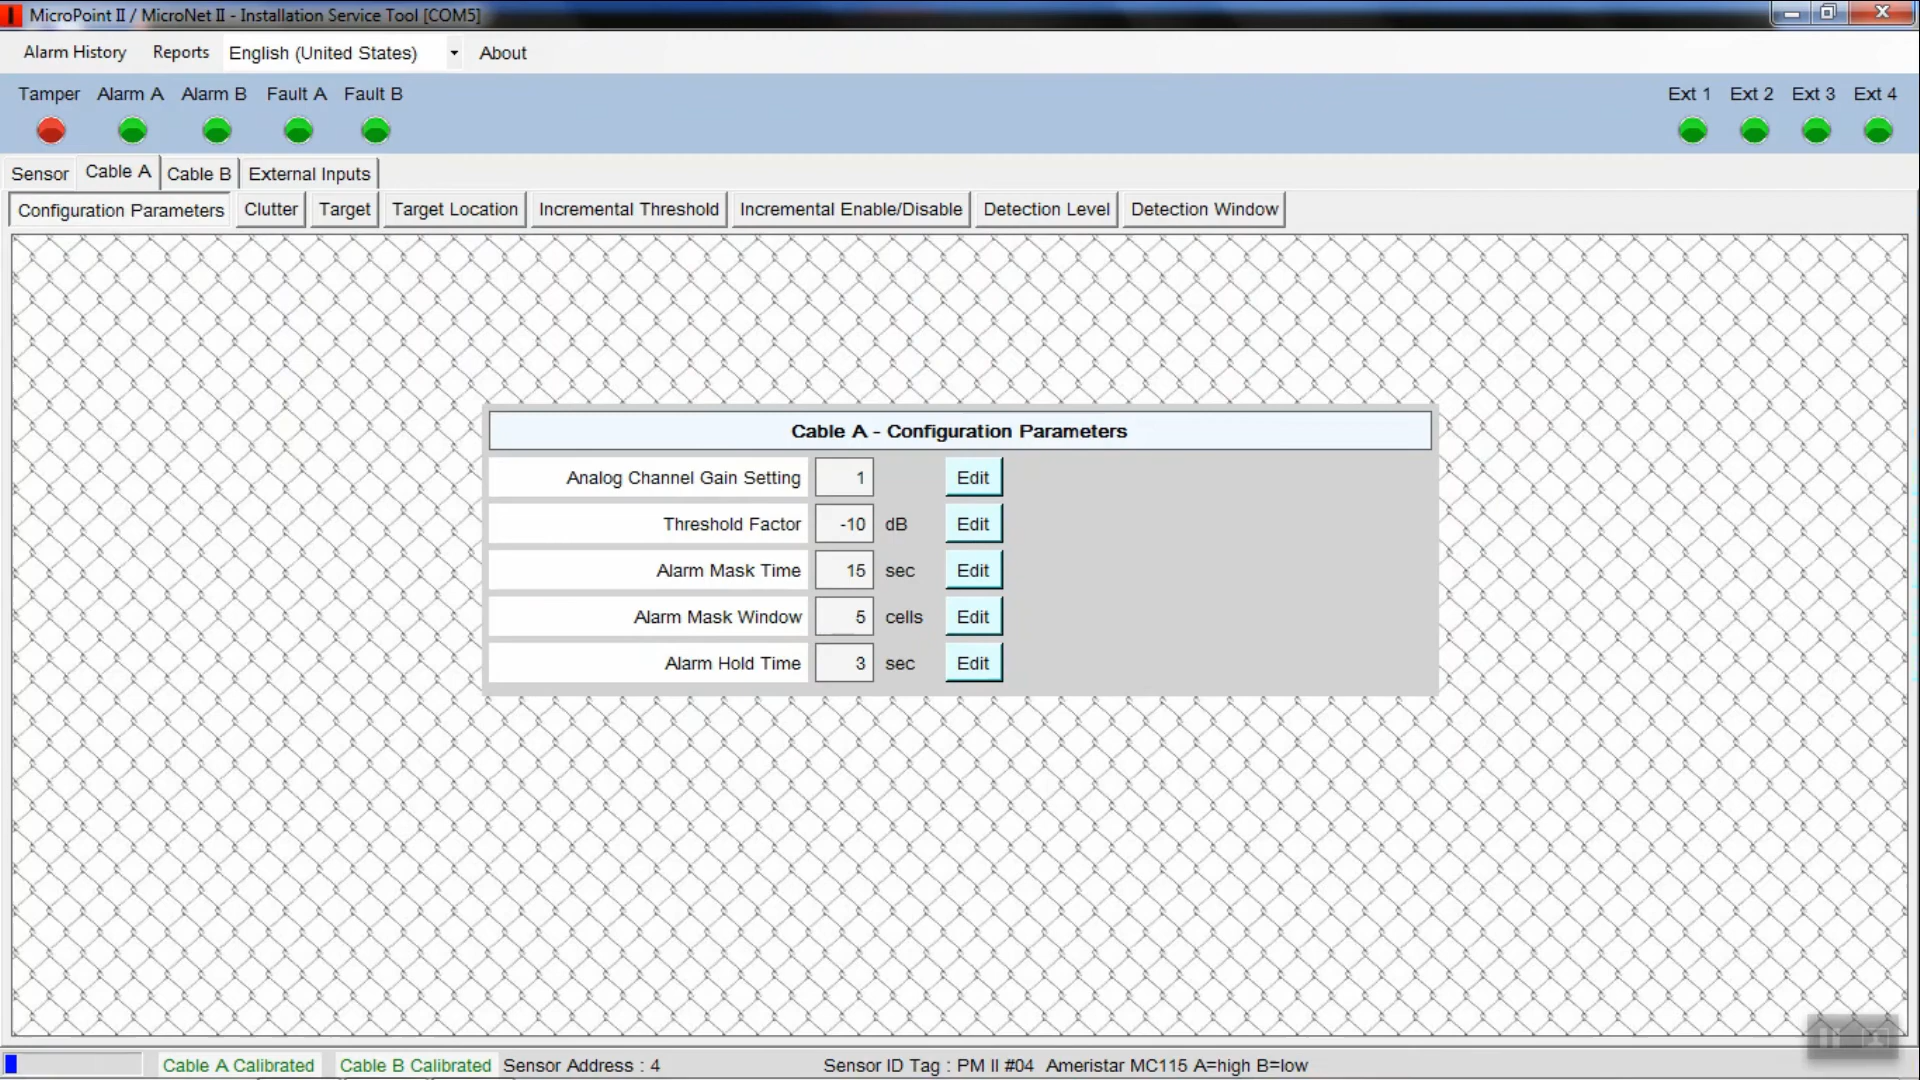 MicroPoint II / MicroNet II - Installation Service Tool [COM5]
Alarm History Reports English (United States) About
Tamper Alarm A Alarm B Fault A Fault B Ext 1 Ext 2 Ext 3 Ext 4
Sensor Cable A Cable B External Inputs
Configuration Parameters Clutter Target Target Location Incremental Threshold Incremental Enable/Disable Detection Level Detection Window
Cable A - Configuration Parameters
Analog Channel Gain Setting 1 Edit
Threshold Factor -10 dB Edit
Alarm Mask Time 15 sec Edit
Alarm Mask Window 5 cells Edit
Alarm Hold Time 3 sec Edit
Cable A Calibrated Cable B Calibrated Sensor Address : 4 Sensor ID Tag : PM II #04 Ameristar MC115 A=high B=low